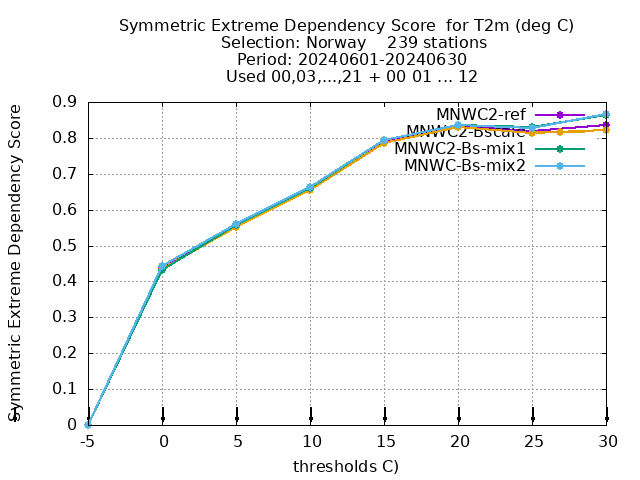 Symmetric Extreme Dependency Score  for T2m (deg C)
Selection: Norway    239 stations
Period: 20240601-20240630
Used 00,03,...,21 + 00 01 ... 12
Symmetric Extreme Dependency Score
0.9
0.8
0.7
0.6
0.5
0.4
0.3
0.2
0.1
0
MNWC2-ref
MNWC2-Bscale
MNWC2-Bs-mix1
MNWC-Bs-mix2
-5 0 5 10 15 20 25 30
thresholds C)